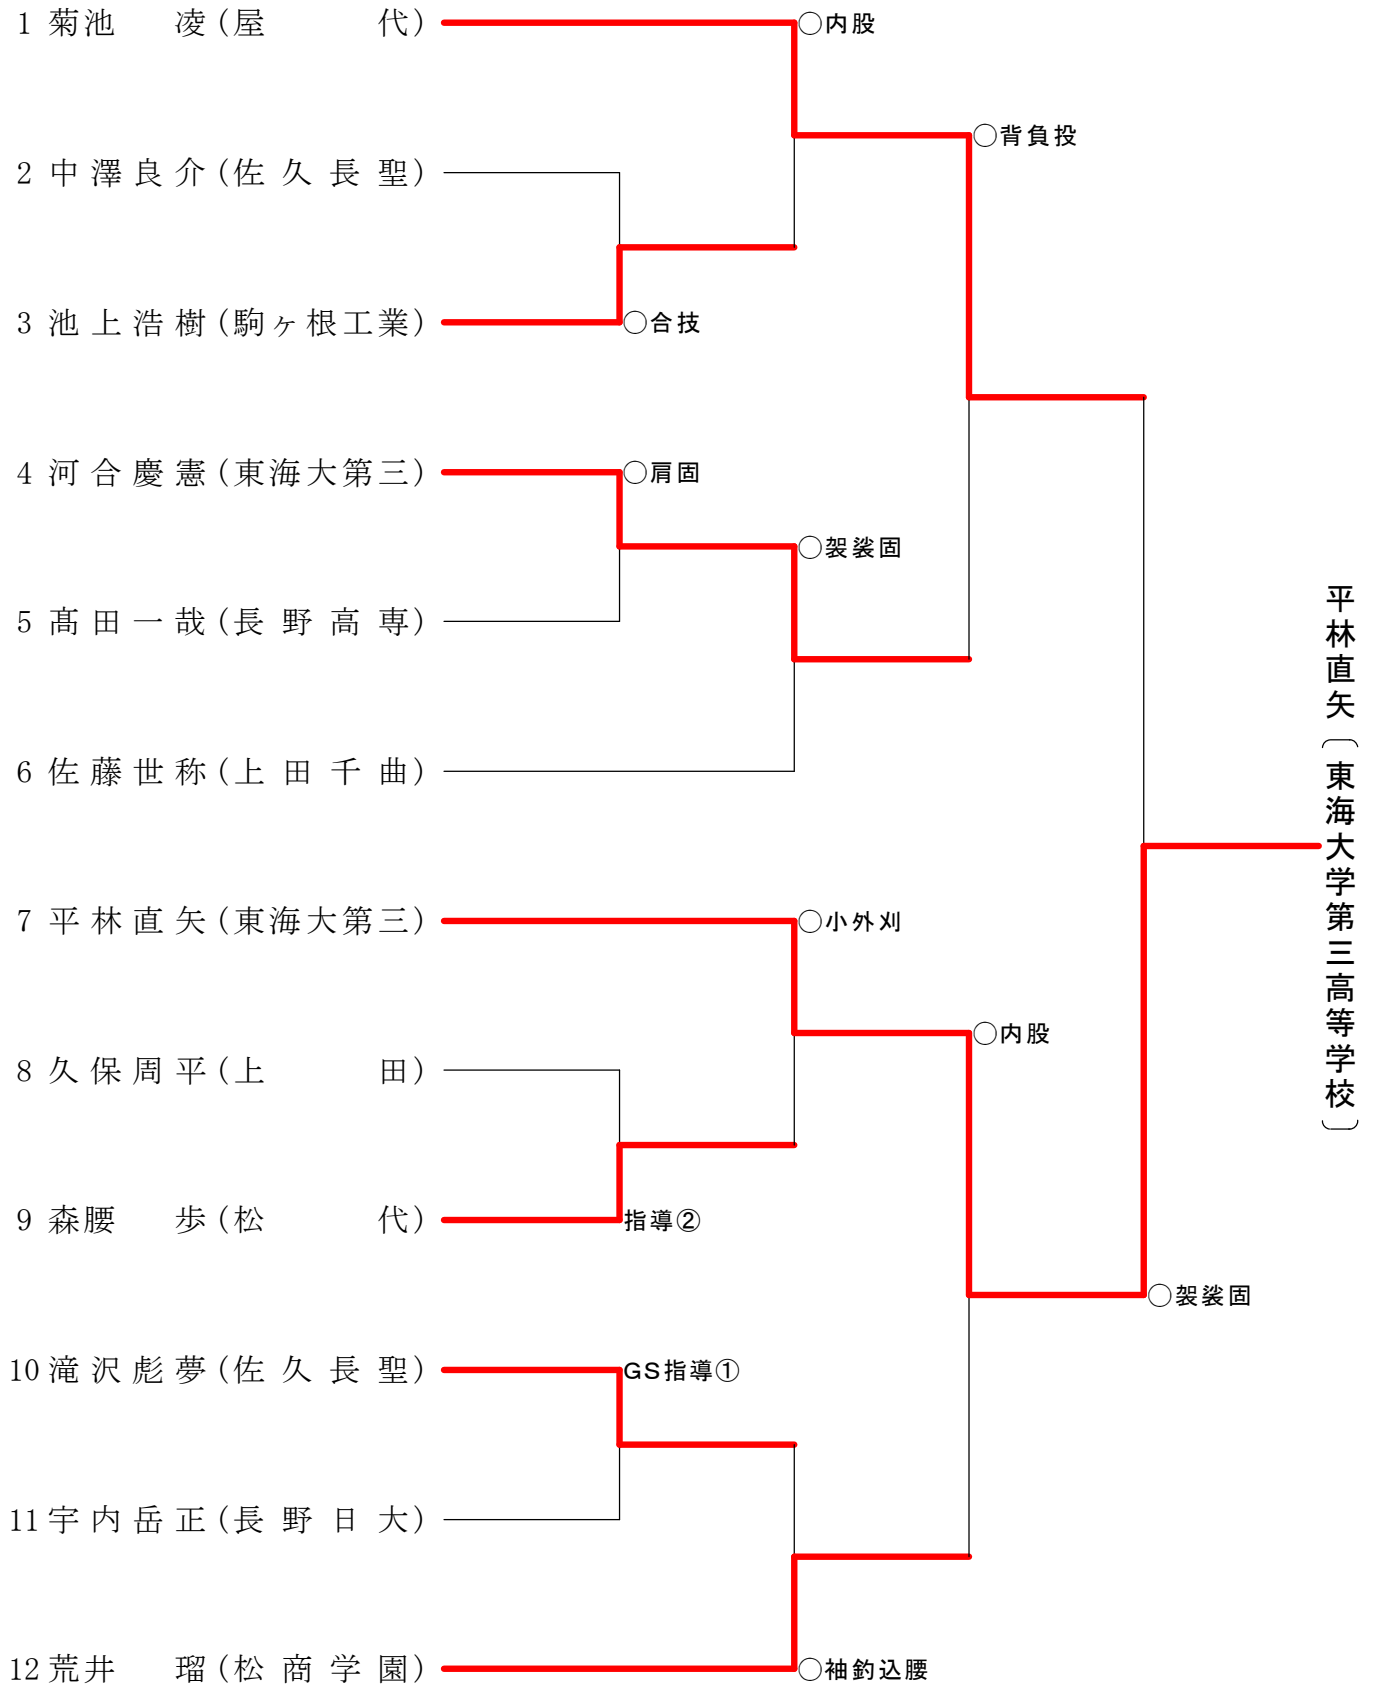 1 菊池 凌(屋 代)
○内股
○背負投
2 中澤良介(佐久長聖)
3 池上浩樹(駒ヶ根工業)
○合技
4 河合慶憲(東海大第三)
○肩固
○袈裟固
5 髙田一哉(長野高専)
6 佐藤世称(上田千曲)
7 平林直矢(東海大第三)
○小外刈
○内股
8 久保周平(上 田)
9 森腰 歩(松 代)
指導②
○袈裟固
10 滝沢彪夢(佐久長聖)
GS指導①
11 宇内岳正(長野日大)
12 荒井 瑠(松商学園)
○袖釣込腰
平林直矢〔東海大学第三高等学校〕